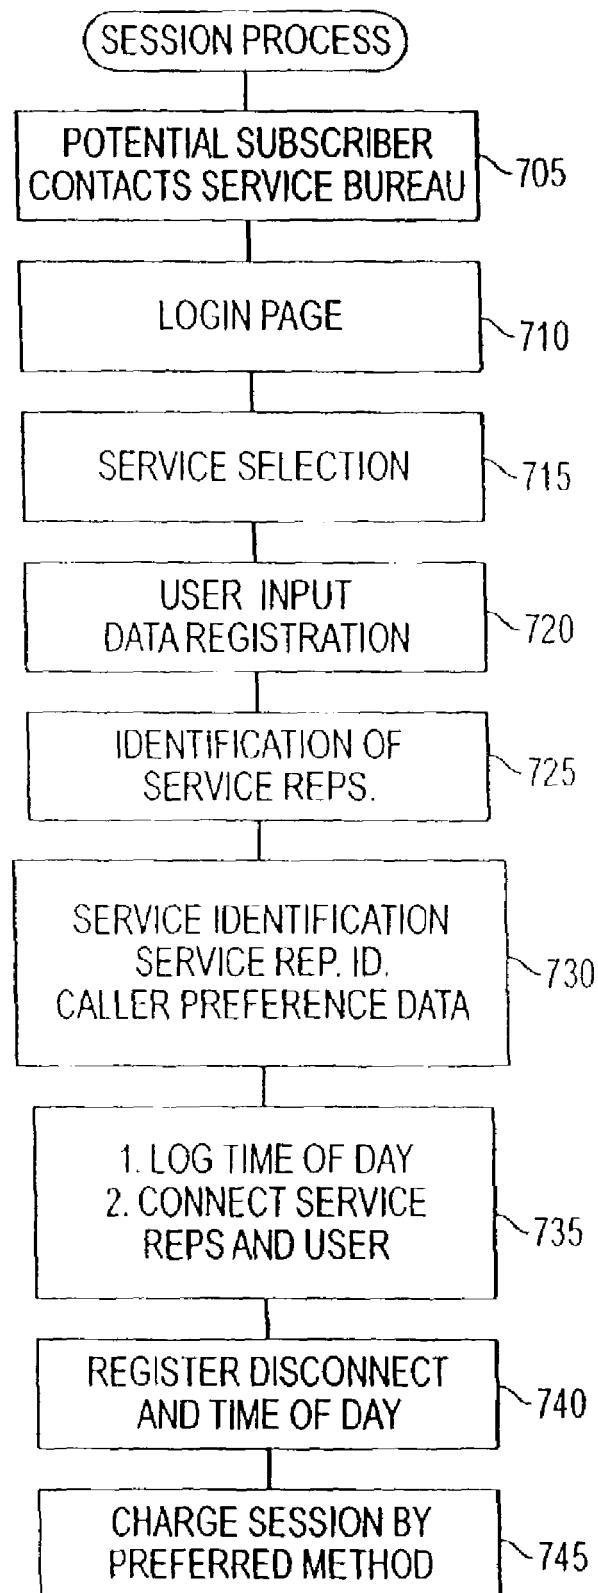 SESSION PROCESS
POTENTIAL SUBSCRIBER
CONTACTS SERVICE BUREAU
705
LOGIN PAGE
710
SERVICE SELECTION
715
USER INPUT
DATA REGISTRATION
720
IDENTIFICATION OF
SERVICE REPS.
725
SERVICE IDENTIFICATION
SERVICE REP. ID.
CALLER PREFERENCE DATA
730
1. LOG TIME OF DAY
2. CONNECT SERVICE
REPS AND USER
735
REGISTER DISCONNECT
AND TIME OF DAY
740
CHARGE SESSION BY
PREFERRED METHOD
745